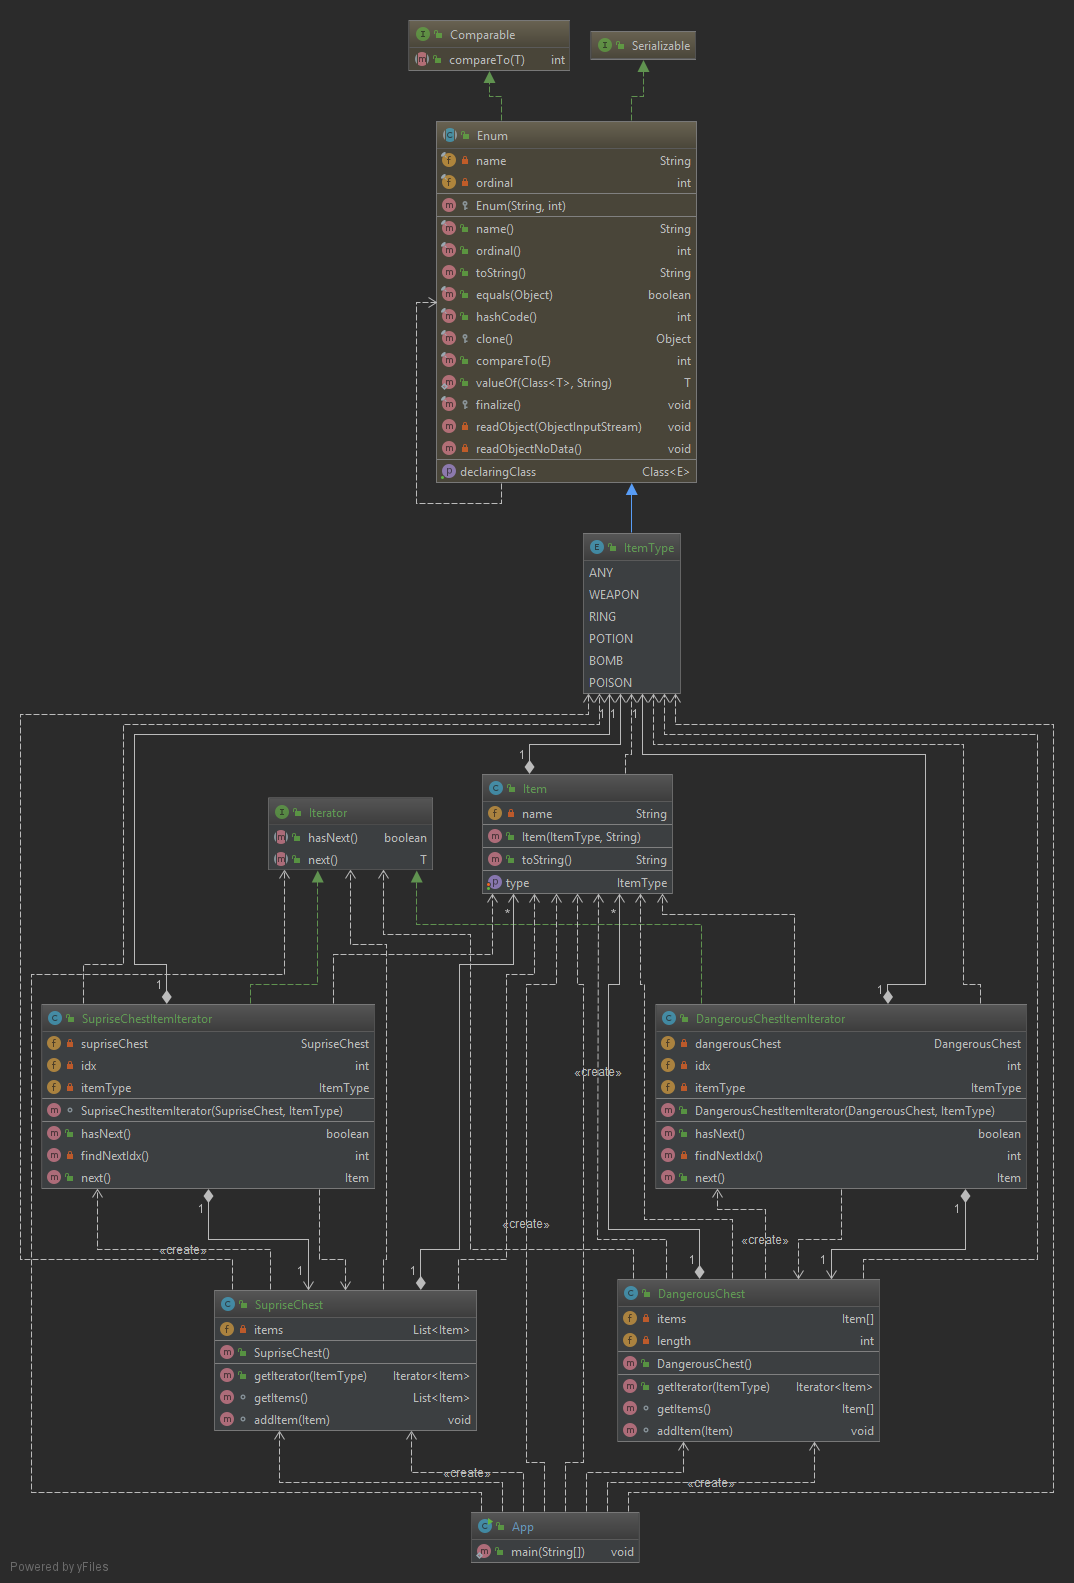 Comparable
compareTo(T) int
Serializable
Enum
name String
ordinal int
Enum(String, int)
name() String
ordinal() int
toString() String
equals(Object) boolean
hashCode() int
clone() Object
compareTo(E) int
valueOf(Class<T>, String) T
finalize() void
readObject(ObjectInputStream) void
readObjectNoData() void
declaringClass Class<E>
ItemType
ANY
WEAPON
RING
POTION
BOMB
POISON
1 1 1
1
Item
name String
Item(ItemType, String)
toString() String
type ItemType
Iterator
hasNext() boolean
next() T
* *
1 1
SupriseChestItemIterator
supriseChest SupriseChest
idx int
itemType ItemType
SupriseChestItemIterator(SupriseChest, ItemType)
hasNext() boolean
findNextIdx() int
next() Item
«create»
DangerousChestItemIterator
dangerousChest DangerousChest
idx int
itemType ItemType
DangerousChestItemIterator(DangerousChest, ItemType)
hasNext() boolean
findNextIdx() int
next() Item
1 1
«create»
«create» «create»
1 1 1 1
SupriseChest
items List<Item>
SupriseChest()
getIterator(ItemType) Iterator<Item>
getItems() List<Item>
addItem(Item) void
DangerousChest
items Item[]
length int
DangerousChest()
getIterator(ItemType) Iterator<Item>
getItems() Item[]
addItem(Item) void
«create» «create»
App
main(String[]) void
Powered by yFiles